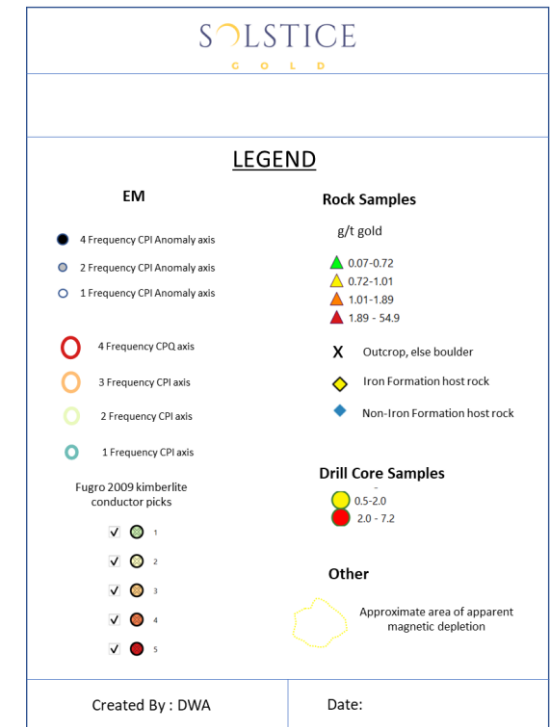 SOLSTICE
GOLD
LEGEND
EM
4 Frequency CPI Anomaly axis
2 Frequency CPI Anomaly axis
1 Frequency CPI Anomaly axis
4 Frequency CPQ axis
3 Frequency CPI axis
2 Frequency CPI axis
1 Frequency CPI axis
Fugro 2009 kimberlite
conductor picks
1
2
3
4
5
Rock Samples
g/t gold
0.07-0.72
0.72-1.01
1.01-1.89
1.89 - 54.9
X Outcrop, else boulder
Iron Formation host rock
Non-Iron Formation host rock
Drill Core Samples
0.5-2.0
2.0 - 7.2
Other
Approximate area of apparent
magnetic depletion
Created By : DWA
Date: